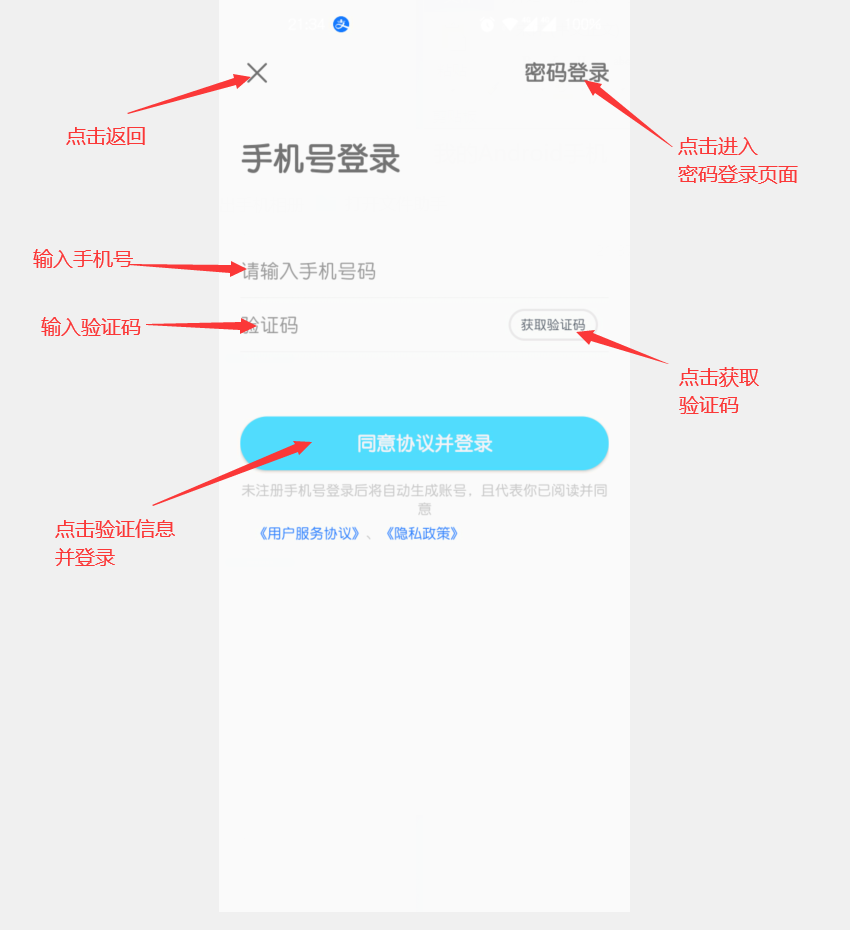 密码登录
点击返回
点击进入
密码登录页面
手机号登录
输入手机号
请输入手机号码
输入验证码
验证码
获取验证码
点击获取
验证码
同意协议并登录
未注册手机号登录后将自动生成账号，且代表你已阅读并同
意
《用户服务协议》、《隐私政策》
点击验证信息
并登录